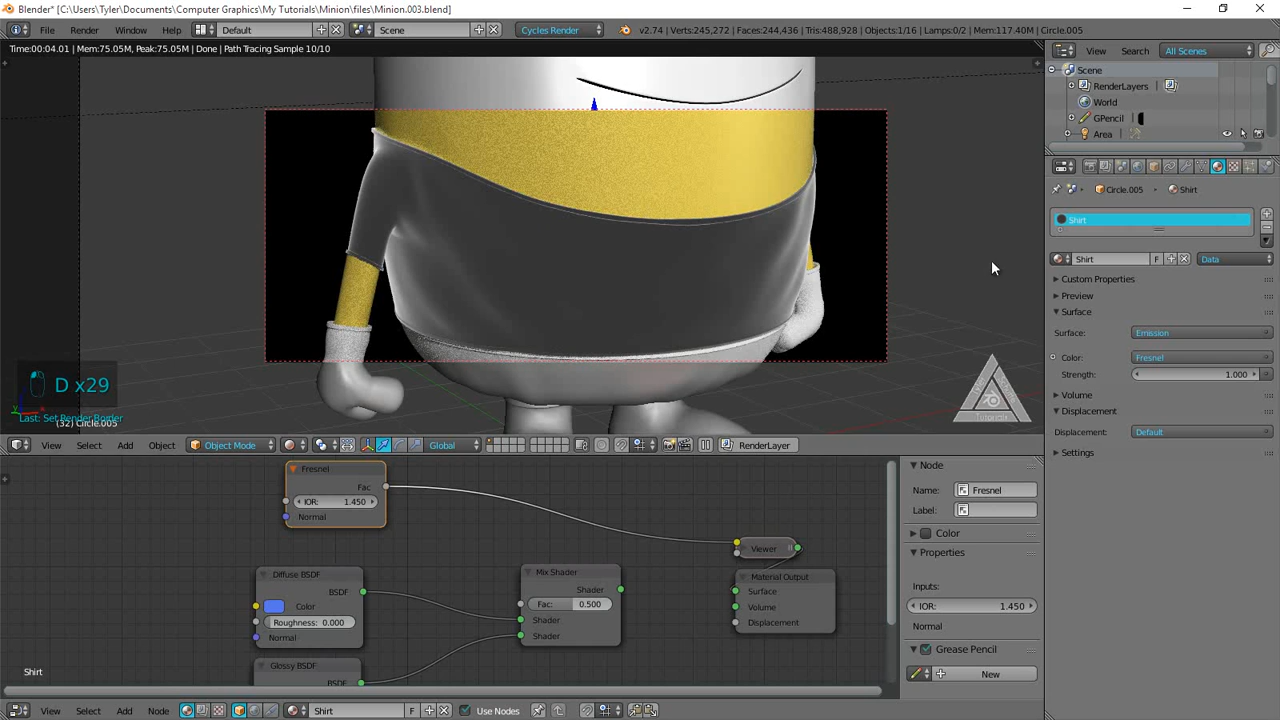 Blender* [C:\Users\Tyler\Documents\Computer Graphics\My Tutorials\Minion\files\Minion.003.blend]
File Render Window Help Default Scene Cycles Render v2.74 | Verts:245,272 | Faces:244,436 | Tris:488,928 | Objects:1/16 | Lamps:0/2 | Mem:117.40M | Circle.005
Time:00:04.01 | Mem:75.05M, Peak:75.05M | Done | Path Tracing Sample 10/10
D x29
Last: Set Render Border
(32) Circle.005
Tutorials
View Select Add Object Object Mode Global RenderLayer
Fresnel
Fac
IOR: 1.450
Normal
Diffuse BSDF
BSDF
Color
Roughness: 0.000
Normal
Glossy BSDF
BSDF
Mix Shader
Shader
Fac: 0.500
Shader
Shader
Viewer
Material Output
Surface
Volume
Displacement
Shirt
Node
Name: Fresnel
Label:
Color
Properties
Inputs:
IOR: 1.450
Normal
Grease Pencil
New
View Select Add Node Shirt F Use Nodes
View Search All Scenes
Scene
RenderLayers
World
GPencil
Area
Circle.005 Shirt
Shirt
Shirt F Data
Custom Properties
Preview
Surface
Surface: Emission
Color: Fresnel
Strength: 1.000
Volume
Displacement
Displacement: Default
Settings